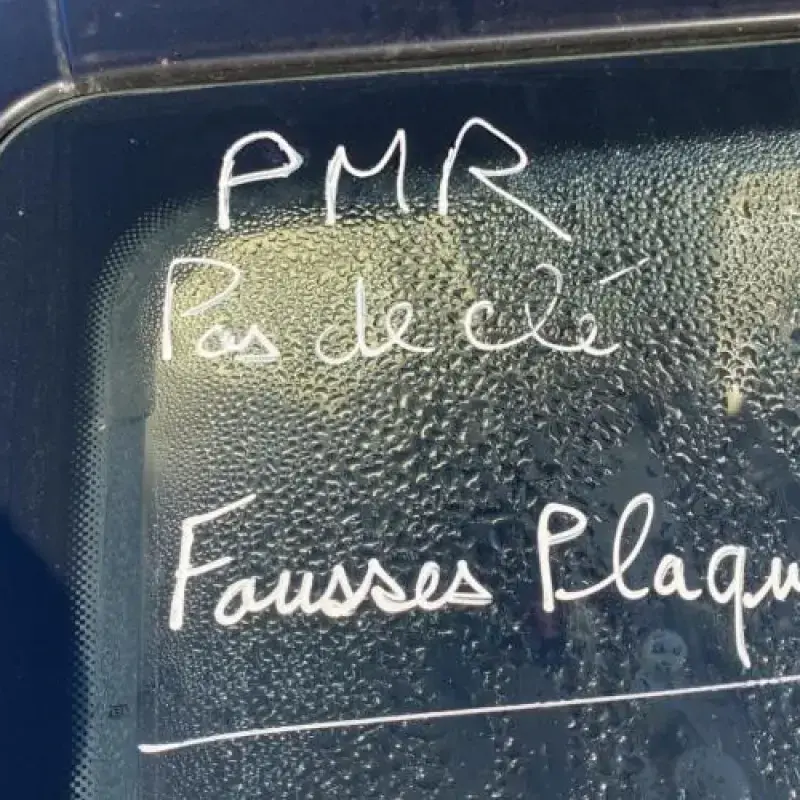 PMR
Pas de clé
Fausses Plaqu